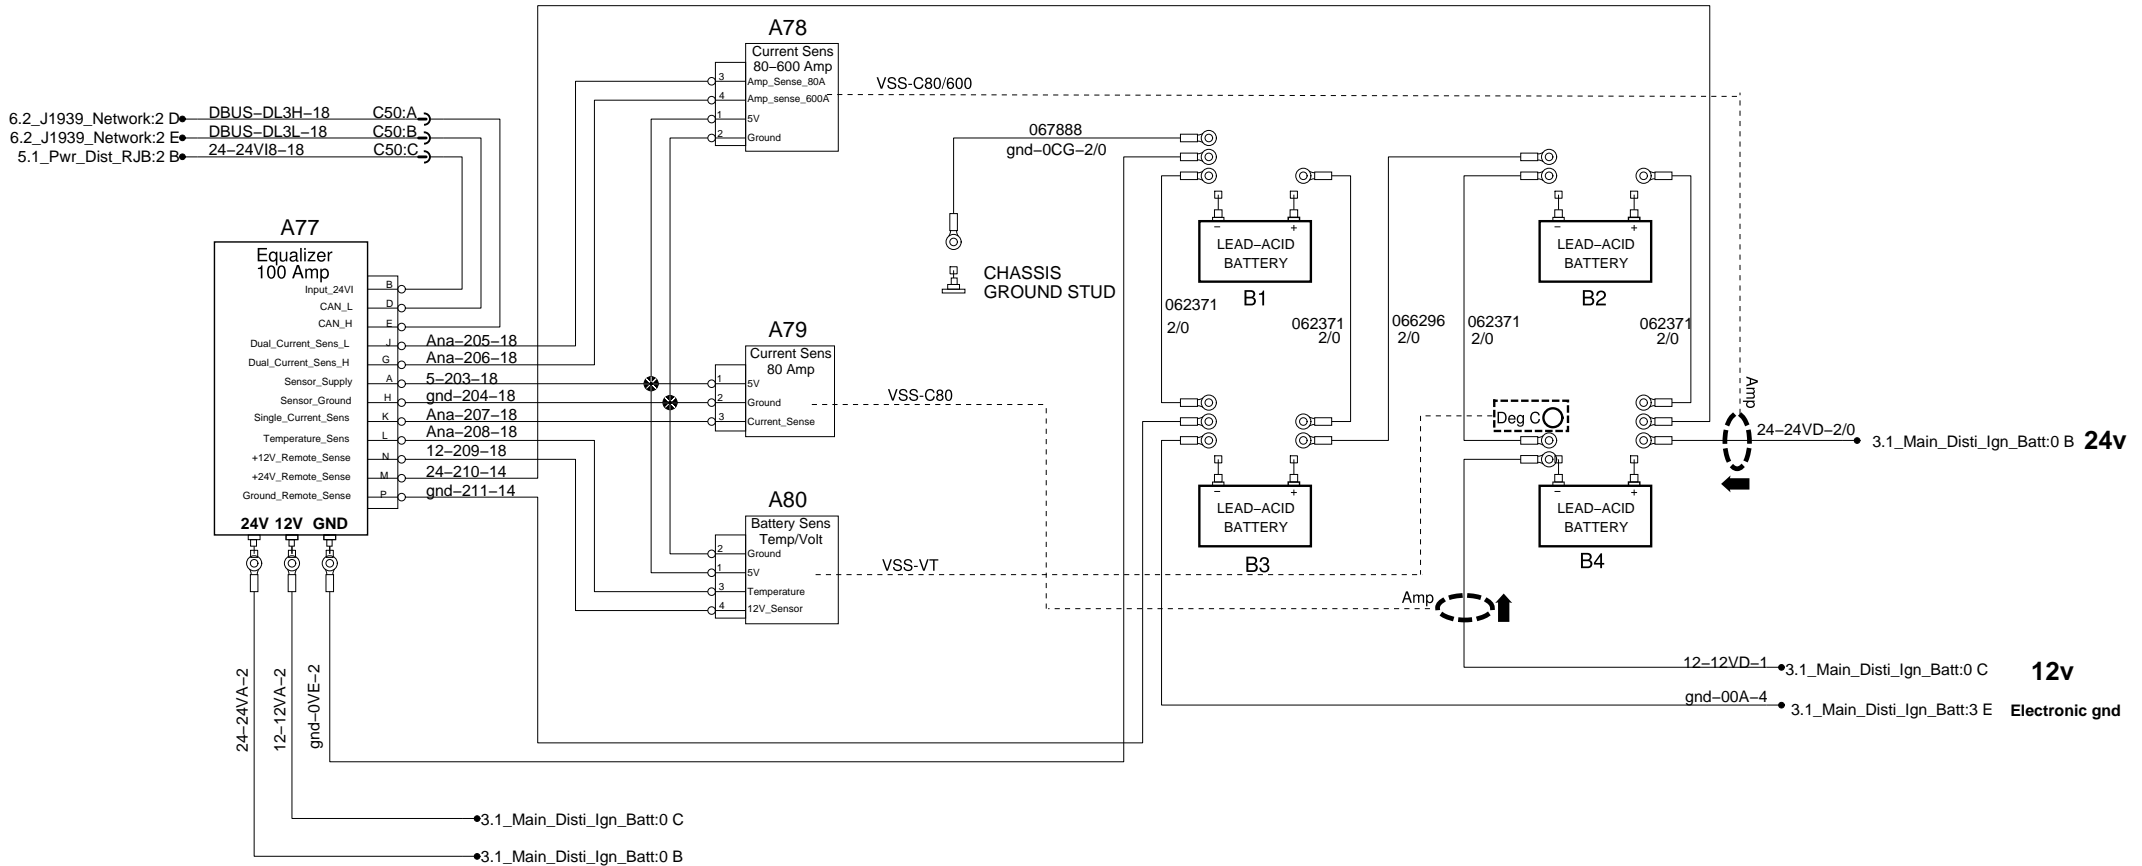 A78
Current Sens
80–600 Amp
3
Amp_Sense_80A
4
Amp_sense_600A
1
5V
2
Ground
VSS–C80/600
6.2_J1939_Network:2 D
DBUS–DL3H–18
C50:A
6.2_J1939_Network:2 E
DBUS–DL3L–18
C50:B
5.1_Pwr_Dist_RJB:2 B
24–24VI8–18
C50:C
067888
gnd–0CG–2/0
CHASSIS
GROUND STUD
A77
Equalizer
100 Amp
Input_24VI
B
CAN_L
D
CAN_H
E
Dual_Current_Sens_L
J
Ana–205–18
Dual_Current_Sens_H
G
Ana–206–18
Sensor_Supply
A
5–203–18
Sensor_Ground
H
gnd–204–18
Single_Current_Sens
K
Ana–207–18
Temperature_Sens
L
Ana–208–18
+12V_Remote_Sense
N
12–209–18
+24V_Remote_Sense
M
24–210–14
Ground_Remote_Sense
P
gnd–211–14
24V 12V GND
24–24VA–2
12–12VA–2
gnd–0VE–2
3.1_Main_Disti_Ign_Batt:0 C
3.1_Main_Disti_Ign_Batt:0 B
A79
Current Sens
80 Amp
1
5V
2
Ground
3
Current_Sense
VSS–C80
A80
Battery Sens
Temp/Volt
2
Ground
1
5V
3
Temperature
4
12V_Sensor
VSS–VT
– +
LEAD–ACID
BATTERY
B1
– +
LEAD–ACID
BATTERY
B2
062371
2/0
062371
2/0
066296
2/0
062371
2/0
062371
2/0
Deg C
Amp
24–24VD–2/0
3.1_Main_Disti_Ign_Batt:0 B 24v
– +
LEAD–ACID
BATTERY
B3
– +
LEAD–ACID
BATTERY
B4
Amp
12–12VD–1
3.1_Main_Disti_Ign_Batt:0 C 12v
gnd–00A–4
3.1_Main_Disti_Ign_Batt:3 E Electronic gnd